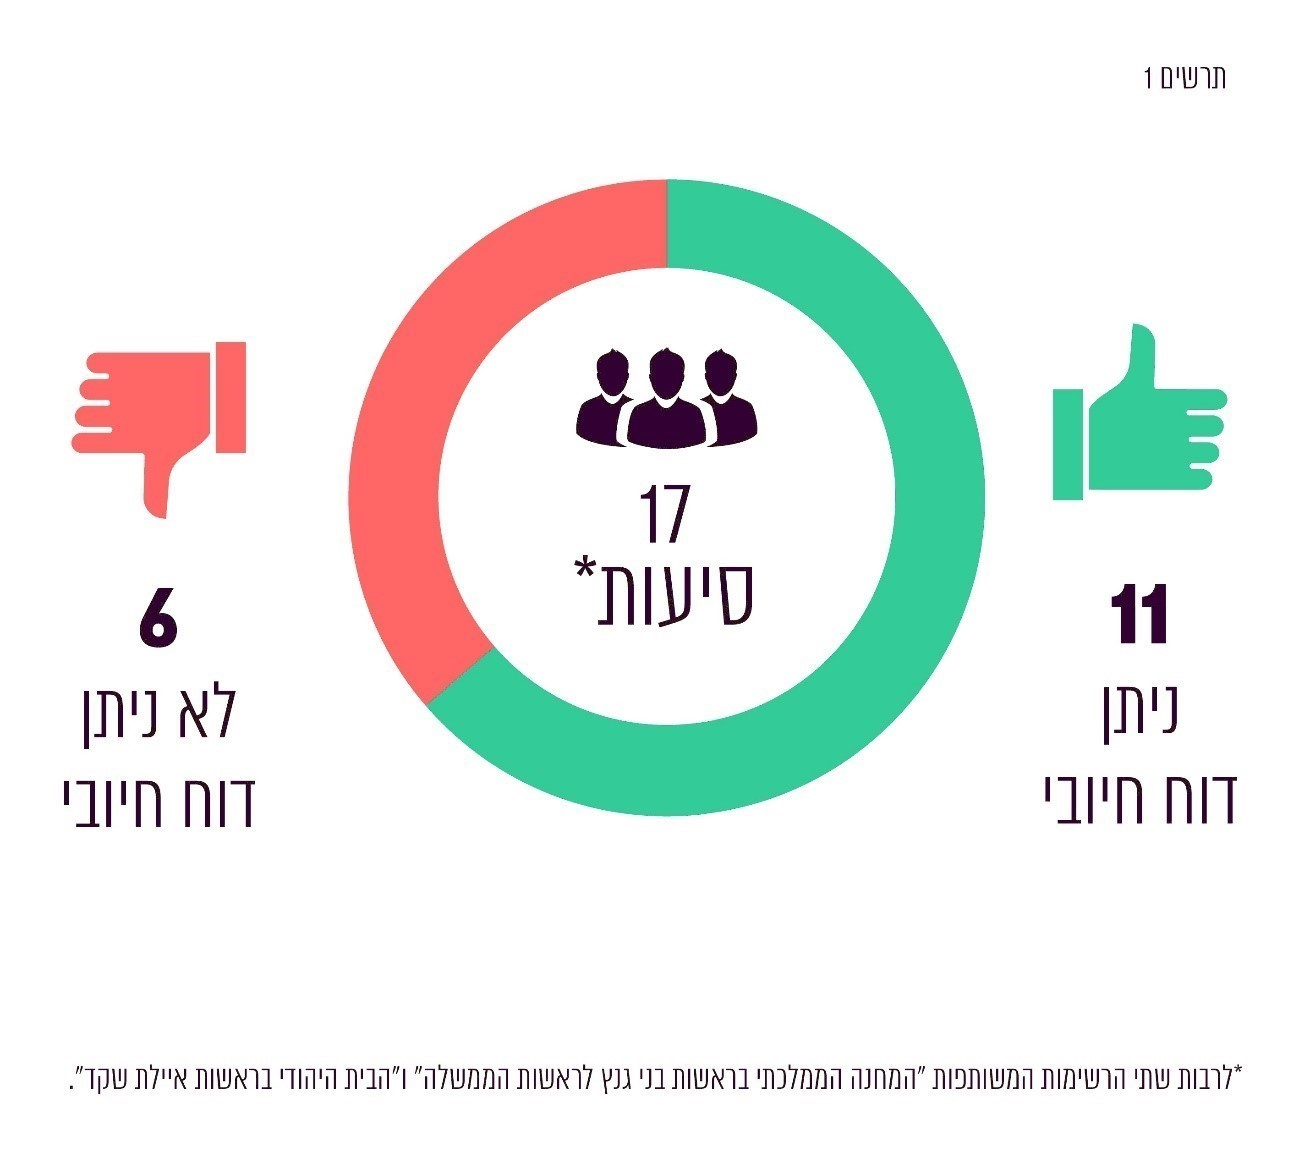 תרשים 1
17
סיעות*
11
ניתן
דוח חיובי
6
לא ניתן
דוח חיובי
*לרבות שתי הרשימות המשותפות "המחנה הממלכתי בראשות בני גנץ לראשות הממשלה" ו"הבית היהודי בראשות איילת שקד".